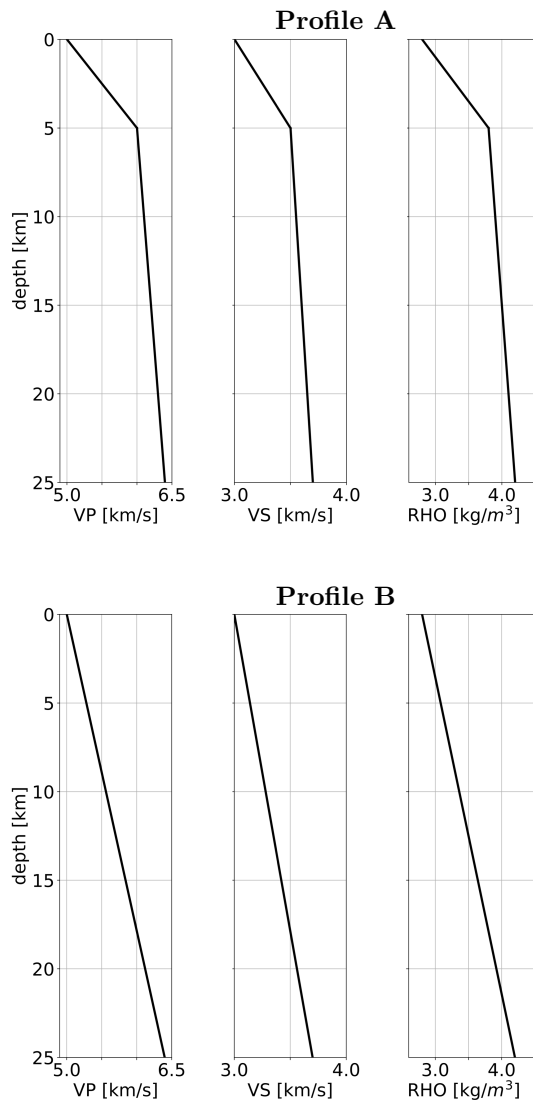 Profile A
0
5
10
15
20
25
depth [km]
5.0 6.5
VP [km/s]
3.0 4.0
VS [km/s]
3.0 4.0
RHO [kg/m³]
Profile B
0
5
10
15
20
25
depth [km]
5.0 6.5
VP [km/s]
3.0 4.0
VS [km/s]
3.0 4.0
RHO [kg/m³]